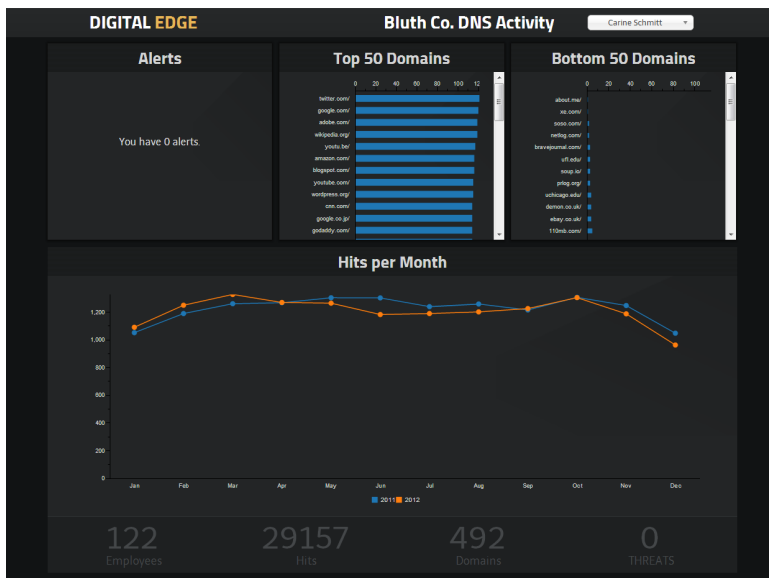 DIGITAL EDGE
Bluth Co. DNS Activity
Carine Schmitt
Alerts
You have 0 alerts.
Top 50 Domains
0 20 40 60 80 100 12
twitter.com/
google.com/
adobe.com/
wikipedia.org/
youtu.be/
amazon.com/
blogspot.com/
youtube.com/
wordpress.org/
cnn.com/
google.co.jp/
godaddy.com/
Bottom 50 Domains
0 20 40 60 80 100
about.me/
xe.com/
soso.com/
netlog.com/
bravejournal.com/
ufl.edu/
soup.io/
prlog.org/
uchicago.edu/
demon.co.uk/
ebay.co.uk/
110mb.com/
Hits per Month
1,200
1,000
800
600
400
200
0
Jan Feb Mar Apr May Jun Jul Aug Sep Oct Nov Dec
2011 2012
122 29157 492 0
Employees Hits Domains THREATS